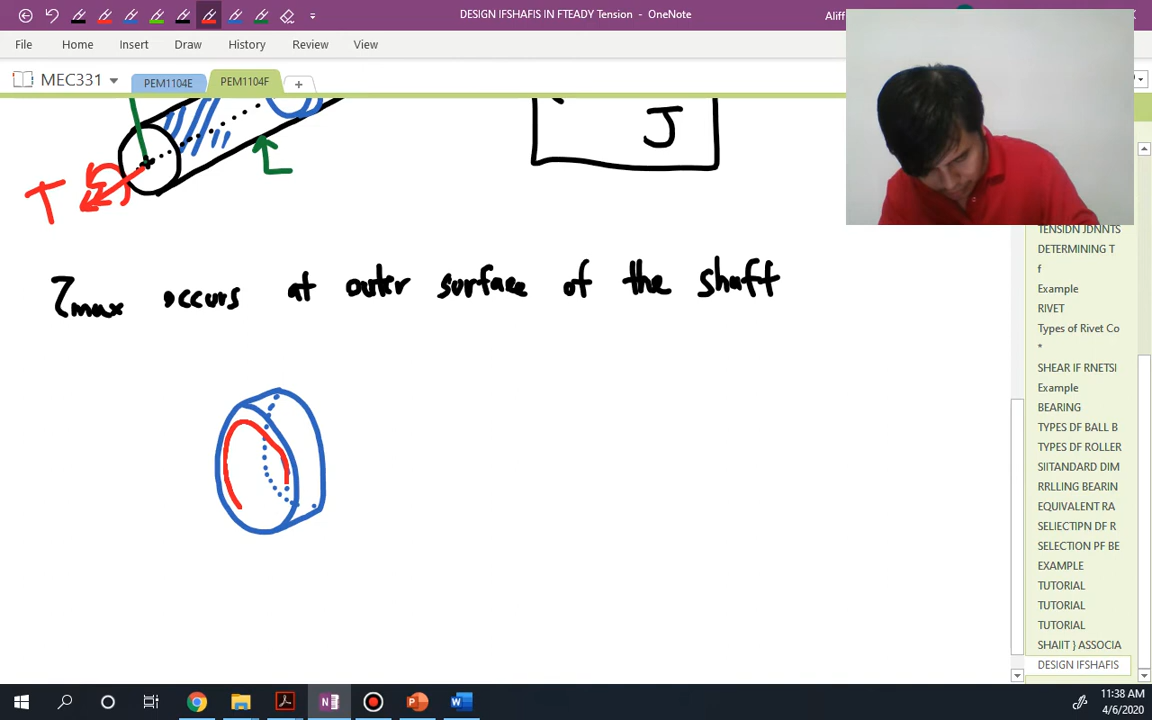 DESIGN IFSHAFIS IN FTEADY Tension - OneNote
Aliff
File Home Insert Draw History Review View
MEC331 PEM1104E PEM1104F
J
L
T
τmax occurs at outer surface of the shaft
TENSIDN JDNNTS
DETERMINING T
f
Example
RIVET
Types of Rivet Co
*
SHEAR IF RNETSI
Example
BEARING
TYPES DF BALL B
TYPES DF ROLLER
SIITANDARD DIM
RRLLING BEARIN
EQUIVALENT RA
SELIECTIPN DF R
SELECTION PF BE
EXAMPLE
TUTORIAL
TUTORIAL
TUTORIAL
SHAIIT } ASSOCIA
DESIGN IFSHAFIS
11:38 AM
4/6/2020